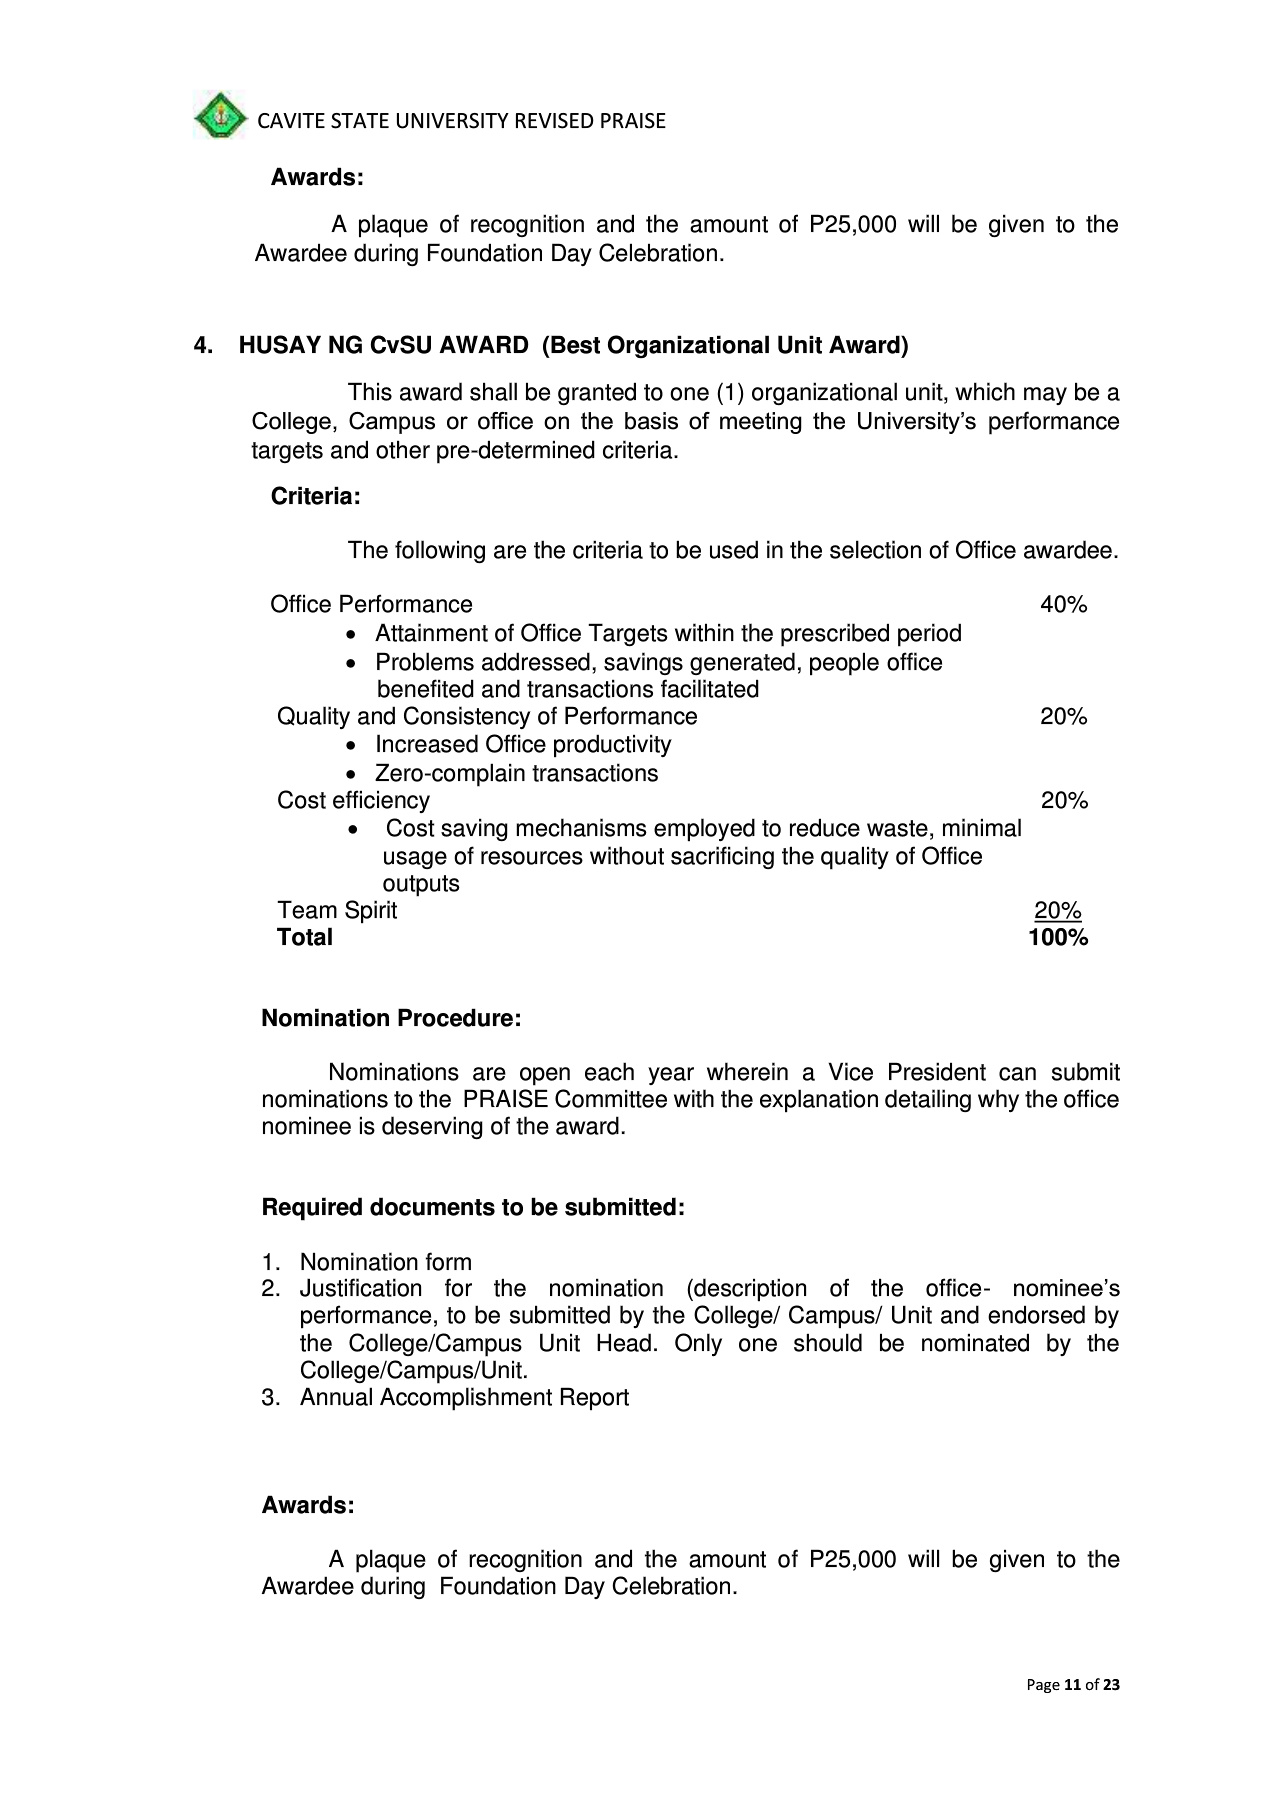 CAVITE STATE UNIVERSITY REVISED PRAISE
Awards:
A plaque of recognition and the amount of P25,000 will be given to the
Awardee during Foundation Day Celebration.
4. HUSAY NG CvSU AWARD (Best Organizational Unit Award)
This award shall be granted to one (1) organizational unit, which may be a
College, Campus or office on the basis of meeting the University's performance
targets and other pre-determined criteria.
Criteria:
The following are the criteria to be used in the selection of Office awardee.
Office Performance 40%
• Attainment of Office Targets within the prescribed period
• Problems addressed, savings generated, people office
benefited and transactions facilitated
Quality and Consistency of Performance 20%
• Increased Office productivity
• Zero-complain transactions
Cost efficiency 20%
• Cost saving mechanisms employed to reduce waste, minimal
usage of resources without sacrificing the quality of Office
outputs
Team Spirit 20%
Total 100%
Nomination Procedure:
Nominations are open each year wherein a Vice President can submit
nominations to the PRAISE Committee with the explanation detailing why the office
nominee is deserving of the award.
Required documents to be submitted:
1. Nomination form
2. Justification for the nomination (description of the office- nominee's
performance, to be submitted by the College/ Campus/ Unit and endorsed by
the College/Campus Unit Head. Only one should be nominated by the
College/Campus/Unit.
3. Annual Accomplishment Report
Awards:
A plaque of recognition and the amount of P25,000 will be given to the
Awardee during Foundation Day Celebration.
Page 11 of 23